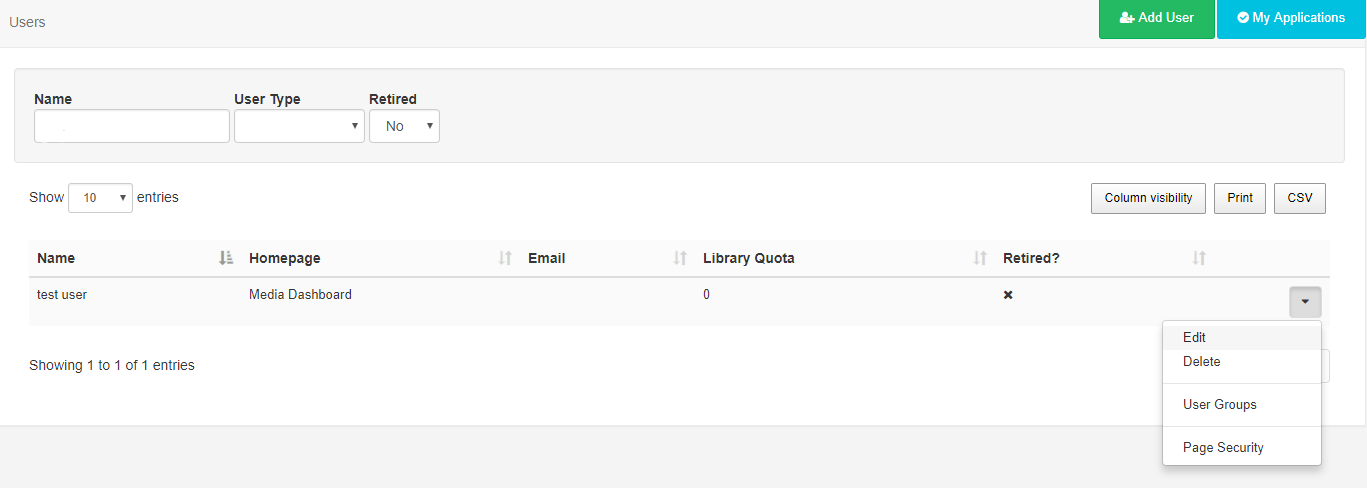 Users Add User My Applications
Name User Type Retired
No
Show 10 entries Column visibility Print CSV
Name Homepage Email Library Quota Retired?
test user Media Dashboard 0
Edit
Showing 1 to 1 of 1 entries Delete
User Groups
Page Security